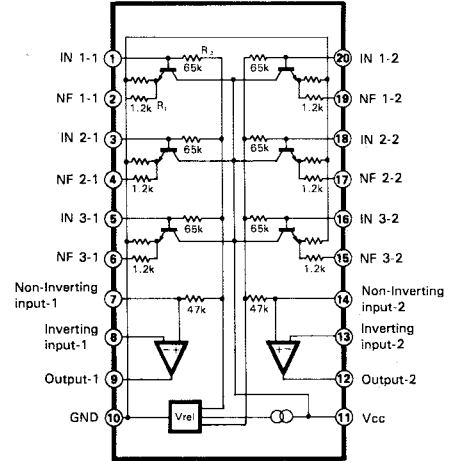 IN 1-1 1 R2 65k 65k 20 IN 1-2
NF 1-1 2 1.2k R1 1.2k 19 NF 1-2
IN 2-1 3 65k 65k 18 IN 2-2
NF 2-1 4 1.2k 1.2k 17 NF 2-2
IN 3-1 5 65k 65k 16 IN 3-2
NF 3-1 6 1.2k 1.2k 15 NF 3-2
Non-Inverting
input-1
7 47k 47k 14
Non-Inverting
input-2
Inverting
input-1
8 - + + - 13
Inverting
input-2
Output-1 9 12 Output-2
GND 10 Vrel 11 Vcc